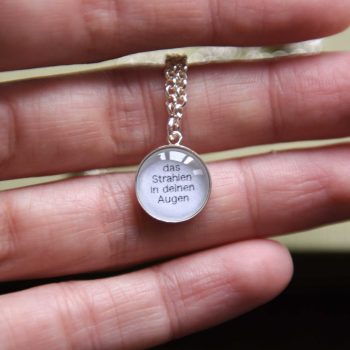 das
Strahlen
in deinen
Augen